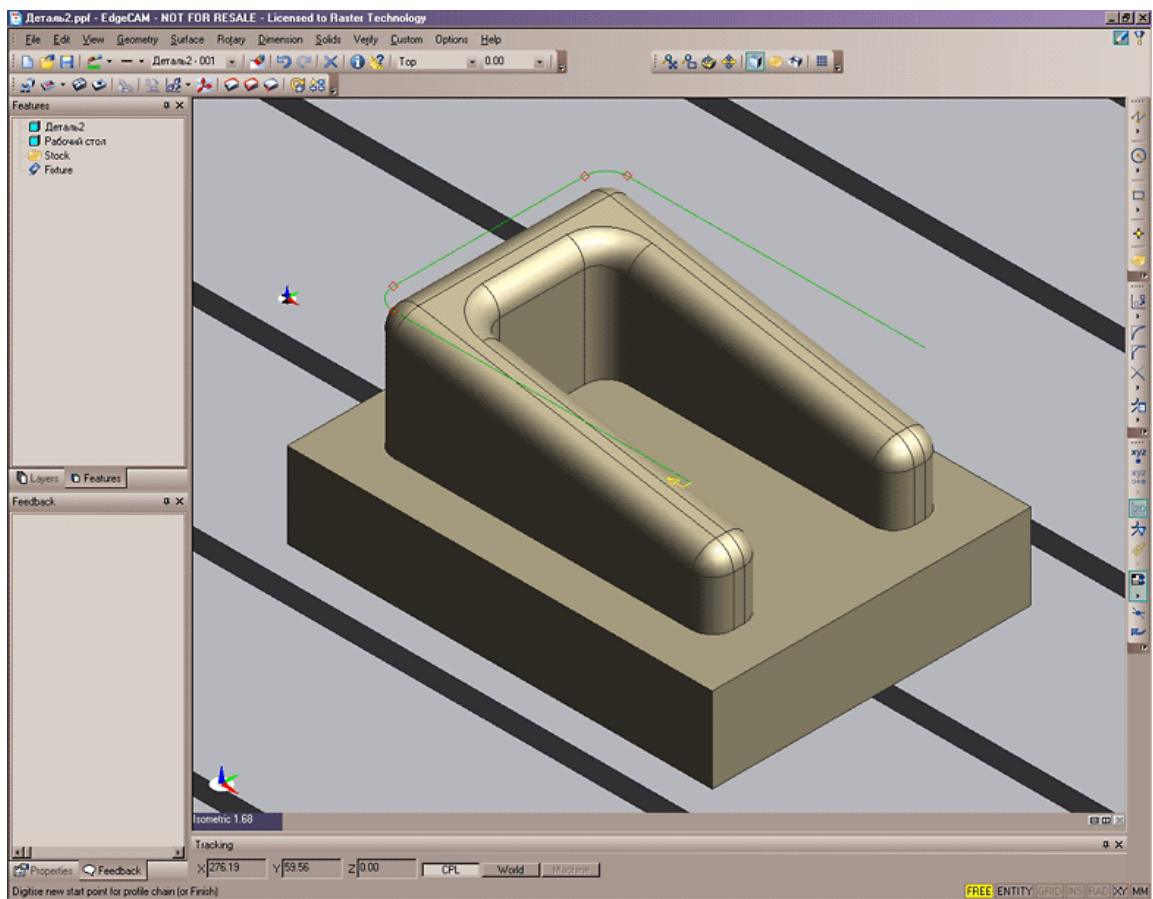 Деталь2.ppf - EdgeCAM - NOT FOR RESALE - Licensed to Raster Technology
File Edit View Geometry Surface Rotary Dimension Solids Verify Custom Options Help
Деталь2 - 001 Top 0.00
Features
Деталь2
Рабочий стол
Stock
Fixture
Layers Features
Feedback
Isometric 1.68
Tracking
X 276.19 Y 59.56 Z 0.00 CPL World Machine
Properties Feedback
Digitise new start point for profile chain (or Finish)
FREE ENTITY GRID INS RAD XY MM
xyz
xyz
2D